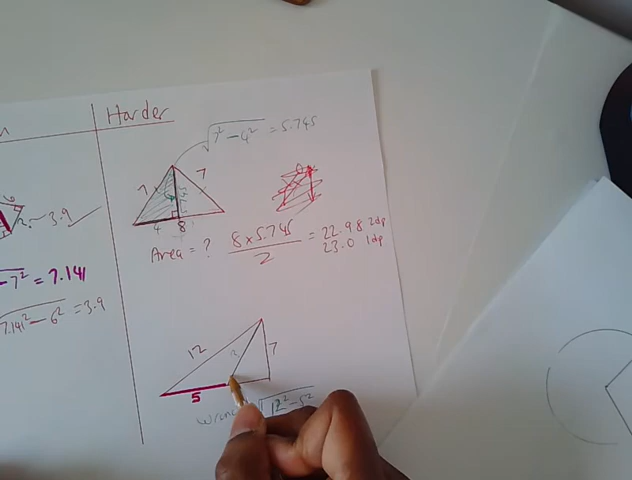 Harder
√7²-4² = 5.745
7 7
4 8
3.9
Area = ? 8 x 5.745 / 2 = 22.98 2dp
23.0 1dp
-7² = 7.141
7.141² - 6² = 3.9
12 7
5
√12²-5²